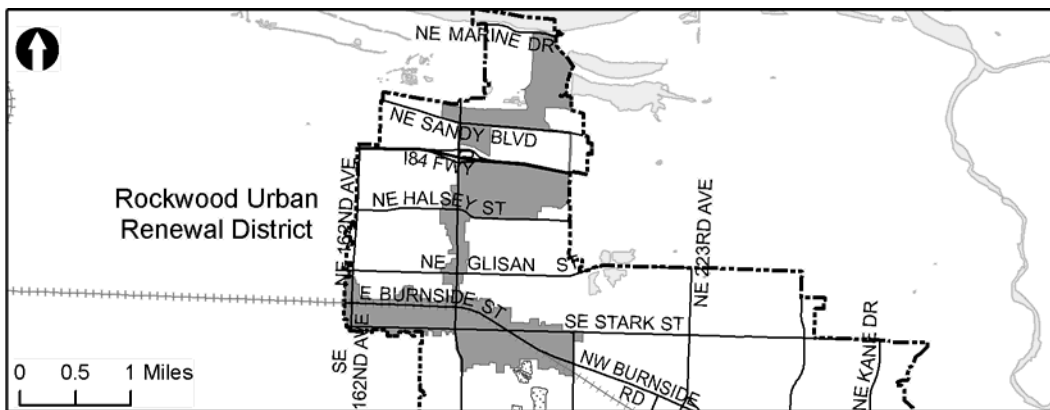 NE MARINE DR
NE SANDY BLVD
I84 FWY
Rockwood Urban
Renewal District
NE 162ND AVE
NE HALSEY ST
NE 223RD AVE
NE GLISAN ST
E BURNSIDE ST
SE STARK ST
SE
162ND AVE
NW BURNSIDE
RD
NE KANE DR
0 0.5 1 Miles